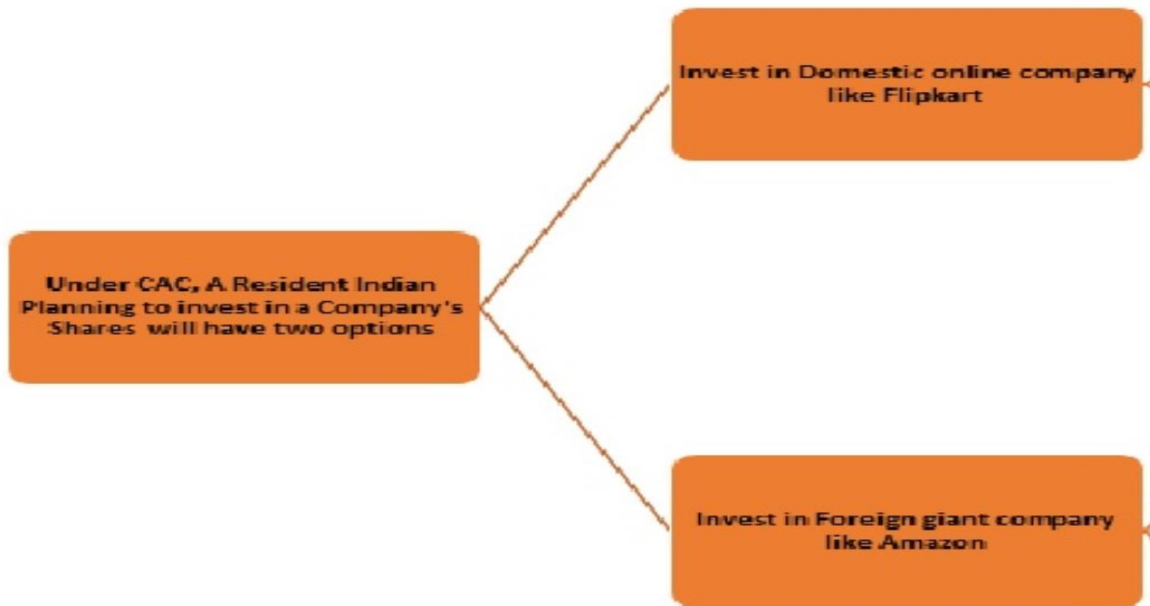 Invest in Domestic online company
like Flipkart
Under CAC, A Resident Indian
Planning to invest in a Company's
Shares will have two options
Invest in Foreign giant company
like Amazon